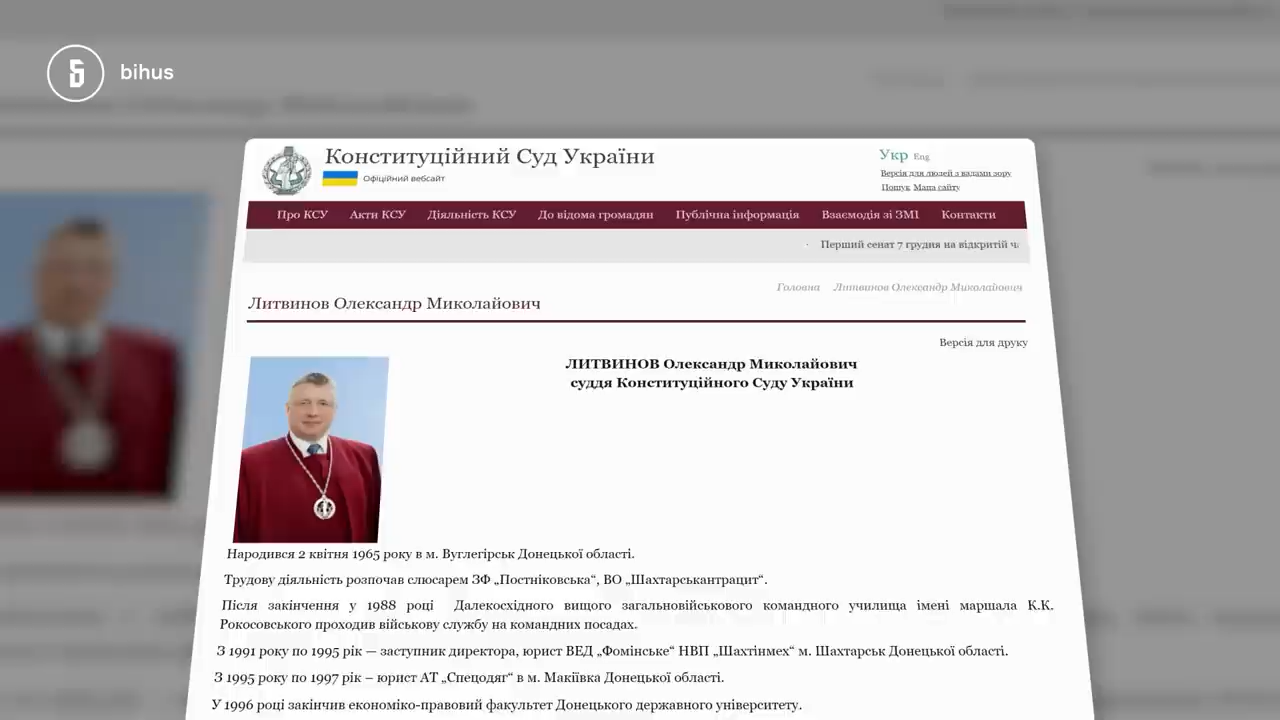 bihus
Конституційний Суд України
Офіційний вебсайт
Укр Eng
Версія для людей з вадами зору
Пошук Мапа сайту
Про КСУ Акти КСУ Діяльність КСУ До відома громадян Публічна інформація Взаємодія зі ЗМІ Контакти
· Перший сенат 7 грудня на відкритій ч
Головна Литвинов Олександр Миколайович
Литвинов Олександр Миколайович
Версія для друку
ЛИТВИНОВ Олександр Миколайович
суддя Конституційного Суду України
Народився 2 квітня 1965 року в м. Вуглегірськ Донецької області.
Трудову діяльність розпочав слюсарем ЗФ „Постніковська“, ВО „Шахтарськантрацит“.
Після закінчення у 1988 році Далекосхідного вищого загальновійськового командного училища імені маршала К.К.
Рокосовського проходив військову службу на командних посадах.
З 1991 року по 1995 рік — заступник директора, юрист ВЕД „Фомінське“ НВП „Шахтінмех“ м. Шахтарськ Донецької області.
З 1995 року по 1997 рік – юрист АТ „Спецодяг“ в м. Макіївка Донецької області.
У 1996 році закінчив економіко-правовий факультет Донецького державного університету.